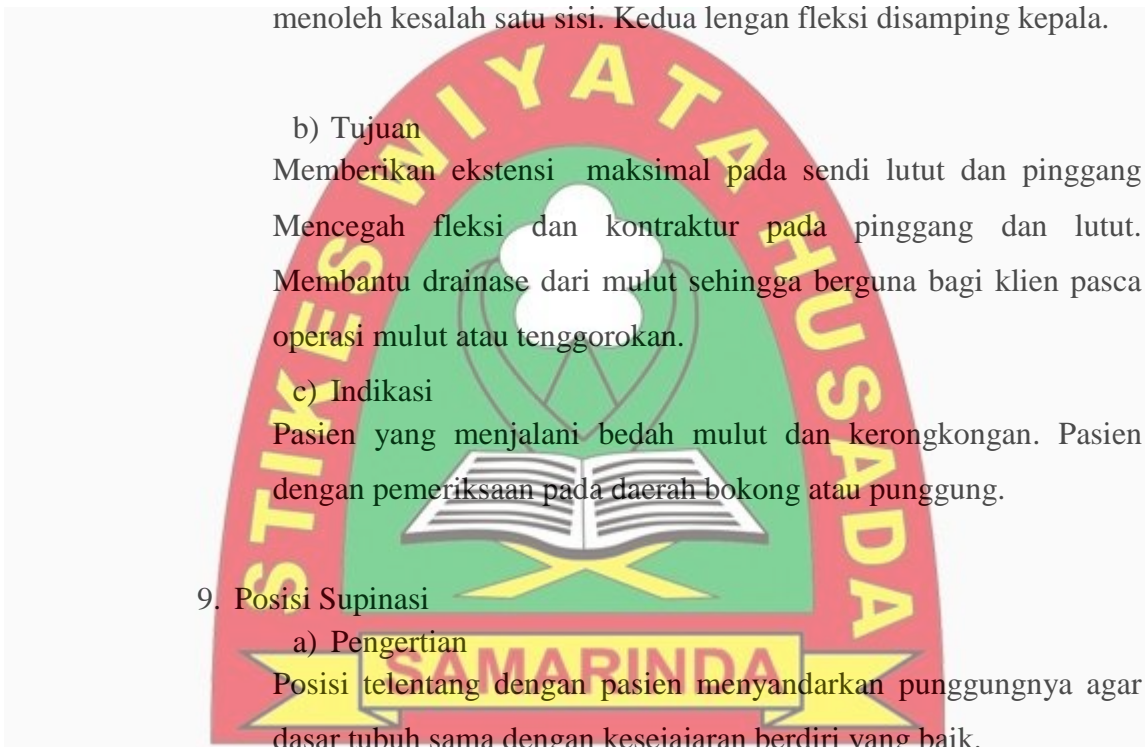 menoleh kesalah satu sisi. Kedua lengan fleksi disamping kepala.
b) Tujuan
Memberikan ekstensi maksimal pada sendi lutut dan pinggang
Mencegah fleksi dan kontraktur pada pinggang dan lutut.
Membantu drainase dari mulut sehingga berguna bagi klien pasca
operasi mulut atau tenggorokan.
c) Indikasi
Pasien yang menjalani bedah mulut dan kerongkongan. Pasien
dengan pemeriksaan pada daerah bokong atau punggung.
9. Posisi Supinasi
a) Pengertian
Posisi telentang dengan pasien menyandarkan punggungnya agar
dasar tubuh sama dengan kesejajaran berdiri yang baik.
STIKES WIYATA HUSADA
SAMARINDA